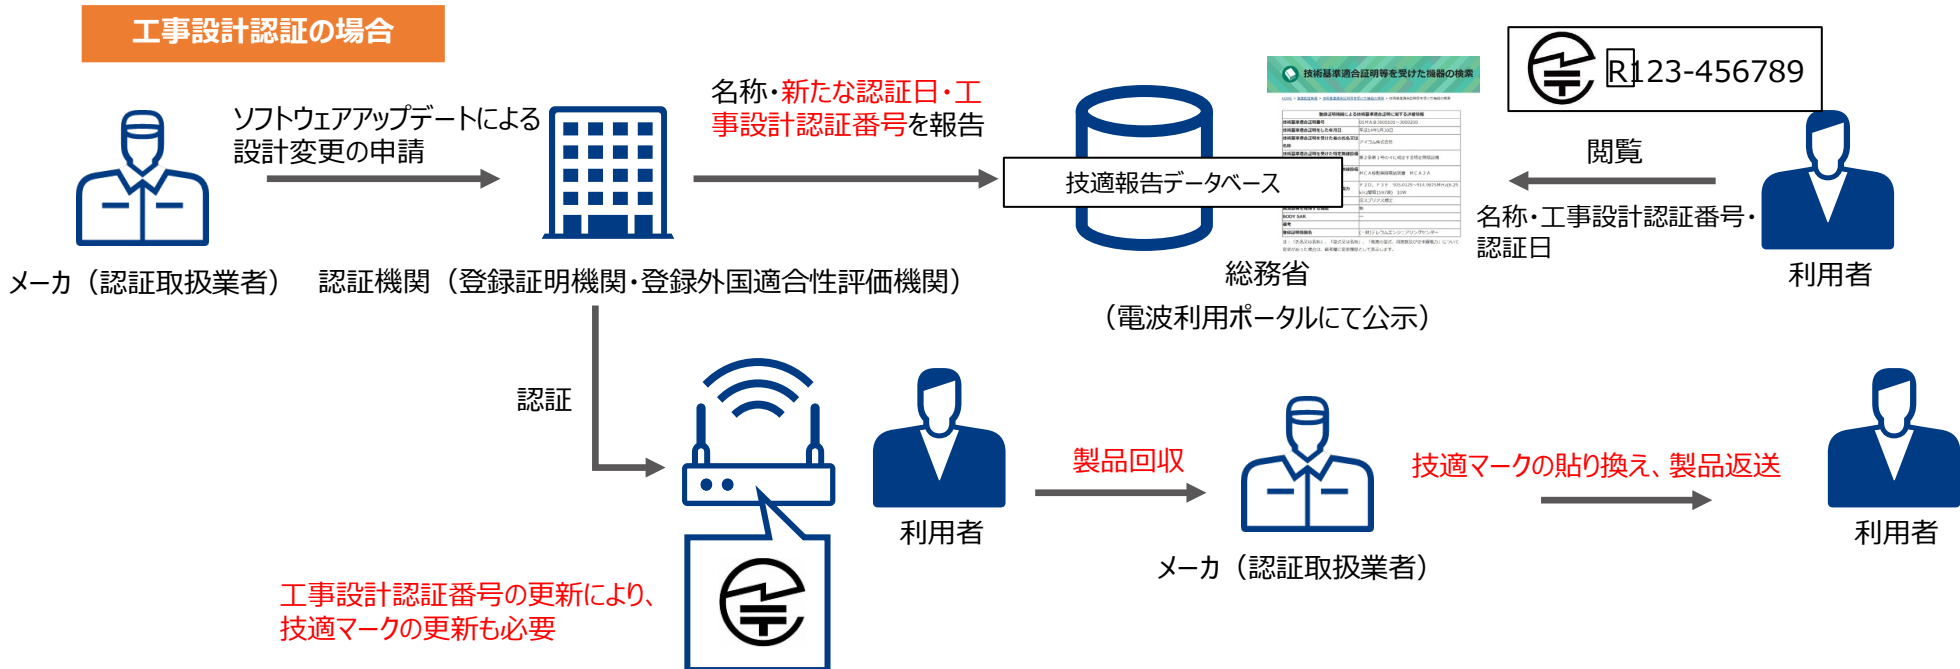 工事設計認証の場合
ソフトウェアアップデートによる
設計変更の申請
名称・新たな認証日・工
事設計認証番号を報告
技適報告データベース
技術基準適合証明等を受けた機器の検索
R123-456789
閲覧
名称・工事設計認証番号・
認証日
メーカ（認証取扱業者）
認証機関（登録証明機関・登録外国適合性評価機関）
総務省
（電波利用ポータルにて公示）
利用者
認証
利用者
製品回収
メーカ（認証取扱業者）
技適マークの貼り換え、製品返送
利用者
工事設計認証番号の更新により、
技適マークの更新も必要